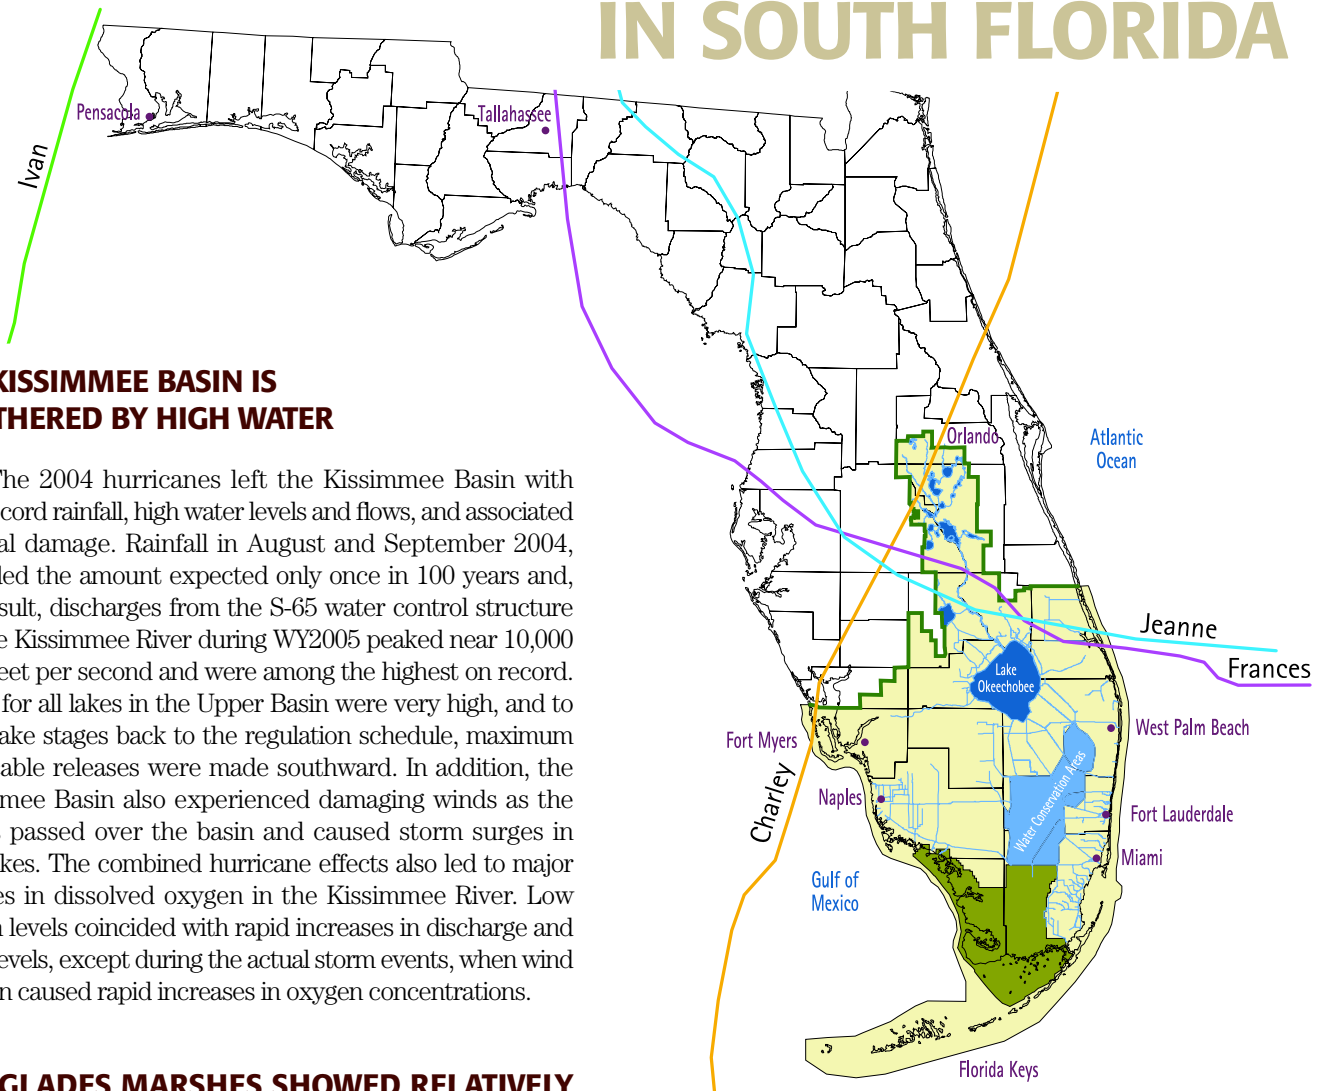 IN SOUTH FLORIDA
Pensacola
Tallahassee
Ivan
KISSIMMEE BASIN IS
THERED BY HIGH WATER
The 2004 hurricanes left the Kissimmee Basin with
cord rainfall, high water levels and flows, and associated
al damage. Rainfall in August and September 2004,
led the amount expected only once in 100 years and,
sult, discharges from the S-65 water control structure
e Kissimmee River during WY2005 peaked near 10,000
eet per second and were among the highest on record.
for all lakes in the Upper Basin were very high, and to
ake stages back to the regulation schedule, maximum
able releases were made southward. In addition, the
mee Basin also experienced damaging winds as the
passed over the basin and caused storm surges in
kes. The combined hurricane effects also led to major
es in dissolved oxygen in the Kissimmee River. Low
n levels coincided with rapid increases in discharge and
evels, except during the actual storm events, when wind
n caused rapid increases in oxygen concentrations.
GLADES MARSHES SHOWED RELATIVELY
Orlando
Atlantic
Ocean
Jeanne
Frances
Lake
Okeechobee
West Palm Beach
Fort Myers
Charley
Naples
Water Conservation Areas
Fort Lauderdale
Miami
Gulf of
Mexico
Florida Keys